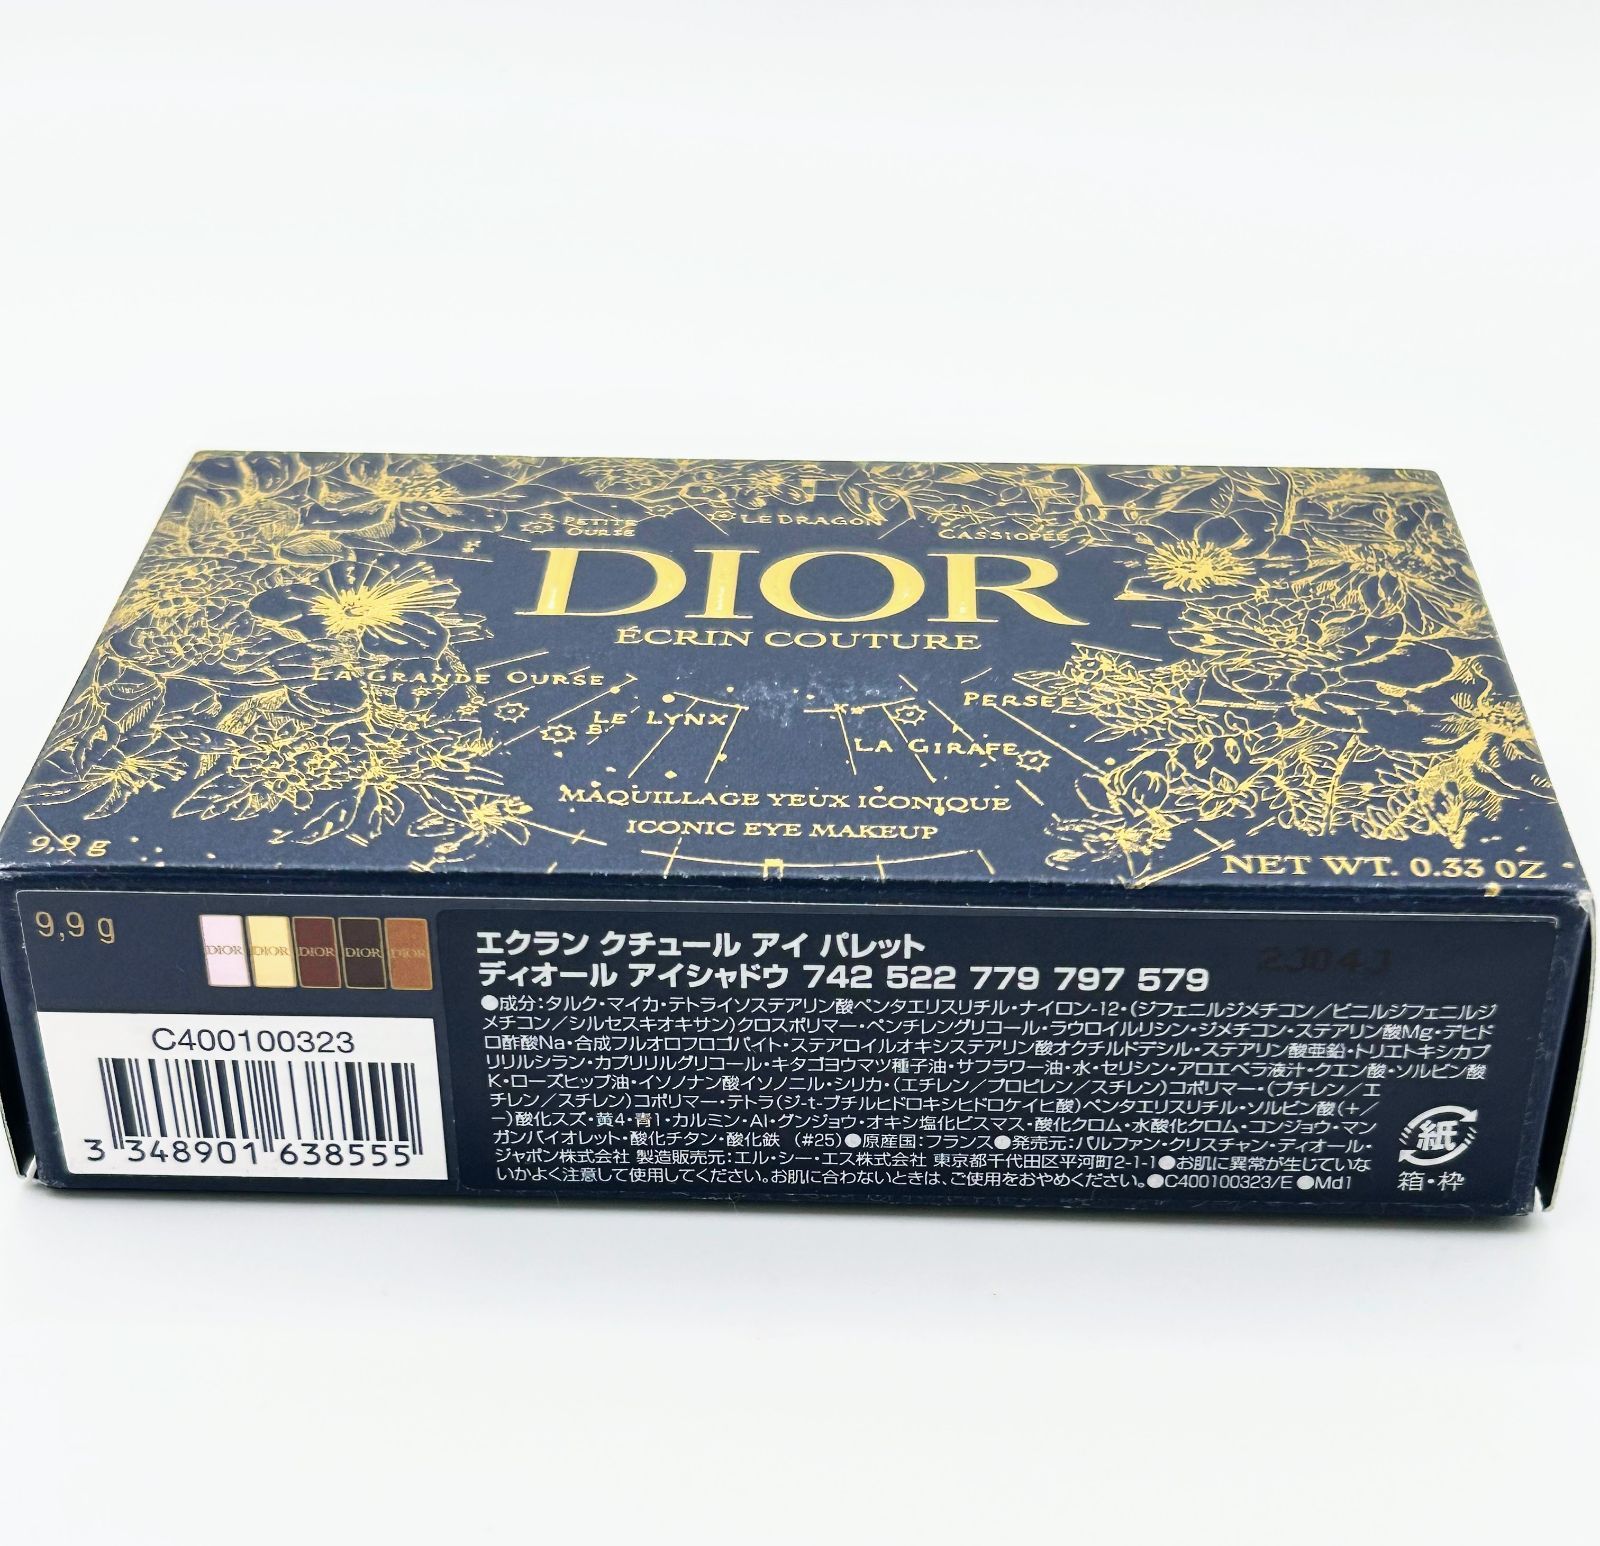 PETITE OURSE
LE DRAGON
CASSIOPÉE
DIOR
ÉCRIN COUTURE
LA GRANDE OURSE
PERSÉE
LE LYNX
LA GIRAFE
MAQUILLAGE YEUX ICONIQUE
ICONIC EYE MAKEUP
9.9 g
NET WT. 0.33 OZ
9,9 g
DIOR DIOR DIOR DIOR DIOR
C400100323
3 348901 638555
エクラン クチュール アイ パレット
ディオール アイシャドウ 742 522 779 797 579
●成分:タルク・マイカ・テトライソステアリン酸ペンタエリスリチル・ナイロン-12・(ジフェニルジメチコン/ビニルジフェニルジ
メチコン/シルセスキオキサン)クロスポリマー・ペンチレングリコール・ラウロイルリシン・ジメチコン・ステアリン酸Mg・デヒド
ロ酢酸Na・合成フルオロフロゴパイト・ステアロイルオキシステアリン酸オクチルドデシル・ステアリン酸亜鉛・トリエトキシカプ
リリルシラン・カプリリルグリコール・キタゴヨウマツ種子油・サフラワー油・水・セリシン・アロエベラ液汁・クエン酸・ソルビン酸
K・ローズヒップ油・イソノナン酸イソノニル・シリカ・(エチレン/プロピレン/スチレン)コポリマー・(ブチレン/エ
チレン/スチレン)コポリマー・テトラ(ジ-t-ブチルヒドロキシヒドロケイヒ酸)ペンタエリスリチル・ソルビン酸(+/
ー)酸化スズ・黄4・青1・カルミン・Al・グンジョウ・オキシ塩化ビスマス・酸化クロム・水酸化クロム・コンジョウ・マン
ガンバイオレット・酸化チタン・酸化鉄 (#25)●原産国:フランス●発売元:パルファン・クリスチャン・ディオール・
ジャポン株式会社 製造販売元:エル・シー・エス株式会社 東京都千代田区平河町2-1-1●お肌に異常が生じていな
いかよく注意して使用してください。お肌に合わないときは、ご使用をおやめください。●C400100323/E ●Md1
紙
箱・枠